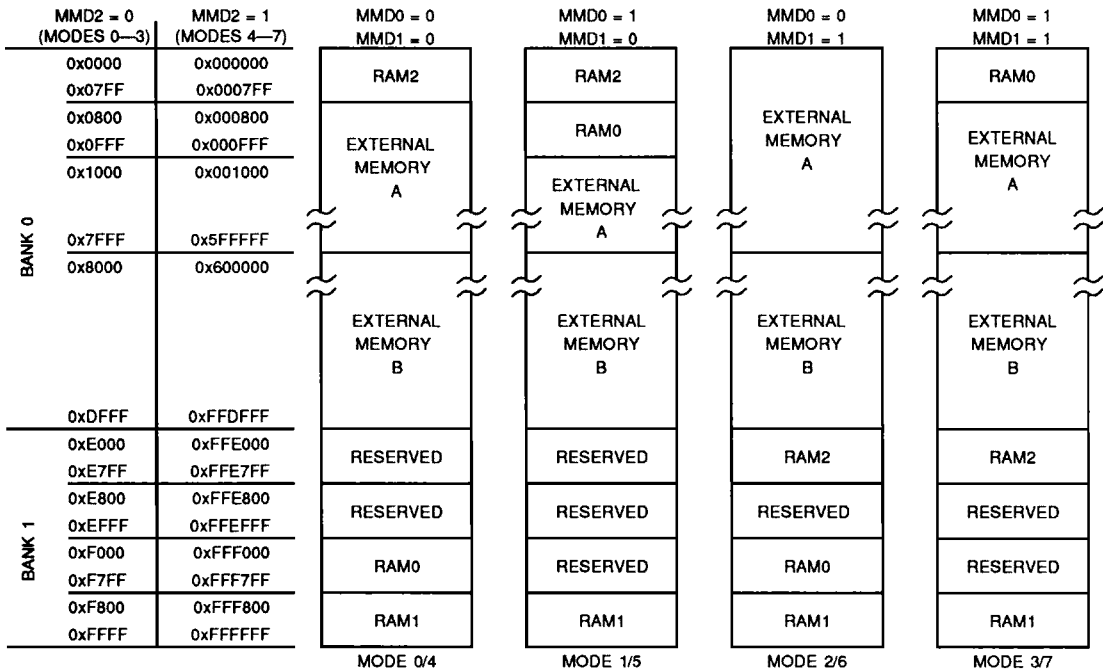 MMD2 = 0 MMD2 = 1 MMD0 = 0 MMD0 = 1 MMD0 = 0 MMD0 = 1
(MODES 0—3) (MODES 4—7) MMD1 = 0 MMD1 = 0 MMD1 = 1 MMD1 = 1
0x0000 0x000000
RAM2 RAM2 RAM0
0x07FF 0x0007FF
0x0800 0x000800
RAM0
0x0FFF 0x000FFF
EXTERNAL MEMORY A
EXTERNAL MEMORY A
EXTERNAL MEMORY A
EXTERNAL MEMORY A
0x1000 0x001000
BANK 0
0x7FFF 0x5FFFFF
0x8000 0x600000
EXTERNAL EXTERNAL EXTERNAL EXTERNAL
MEMORY MEMORY MEMORY MEMORY
B B B B
0xDFFF 0xFFDFFF
0xE000 0xFFE000
RESERVED RESERVED RAM2 RAM2
0xE7FF 0xFFE7FF
0xE800 0xFFE800
RESERVED RESERVED RESERVED RESERVED
0xEFFF 0xFFEFFF
BANK 1
0xF000 0xFFF000
RAM0 RESERVED RAM0 RESERVED
0xF7FF 0xFFF7FF
0xF800 0xFFF800
RAM1 RAM1 RAM1 RAM1
0xFFFF 0xFFFFFF
MODE 0/4 MODE 1/5 MODE 2/6 MODE 3/7